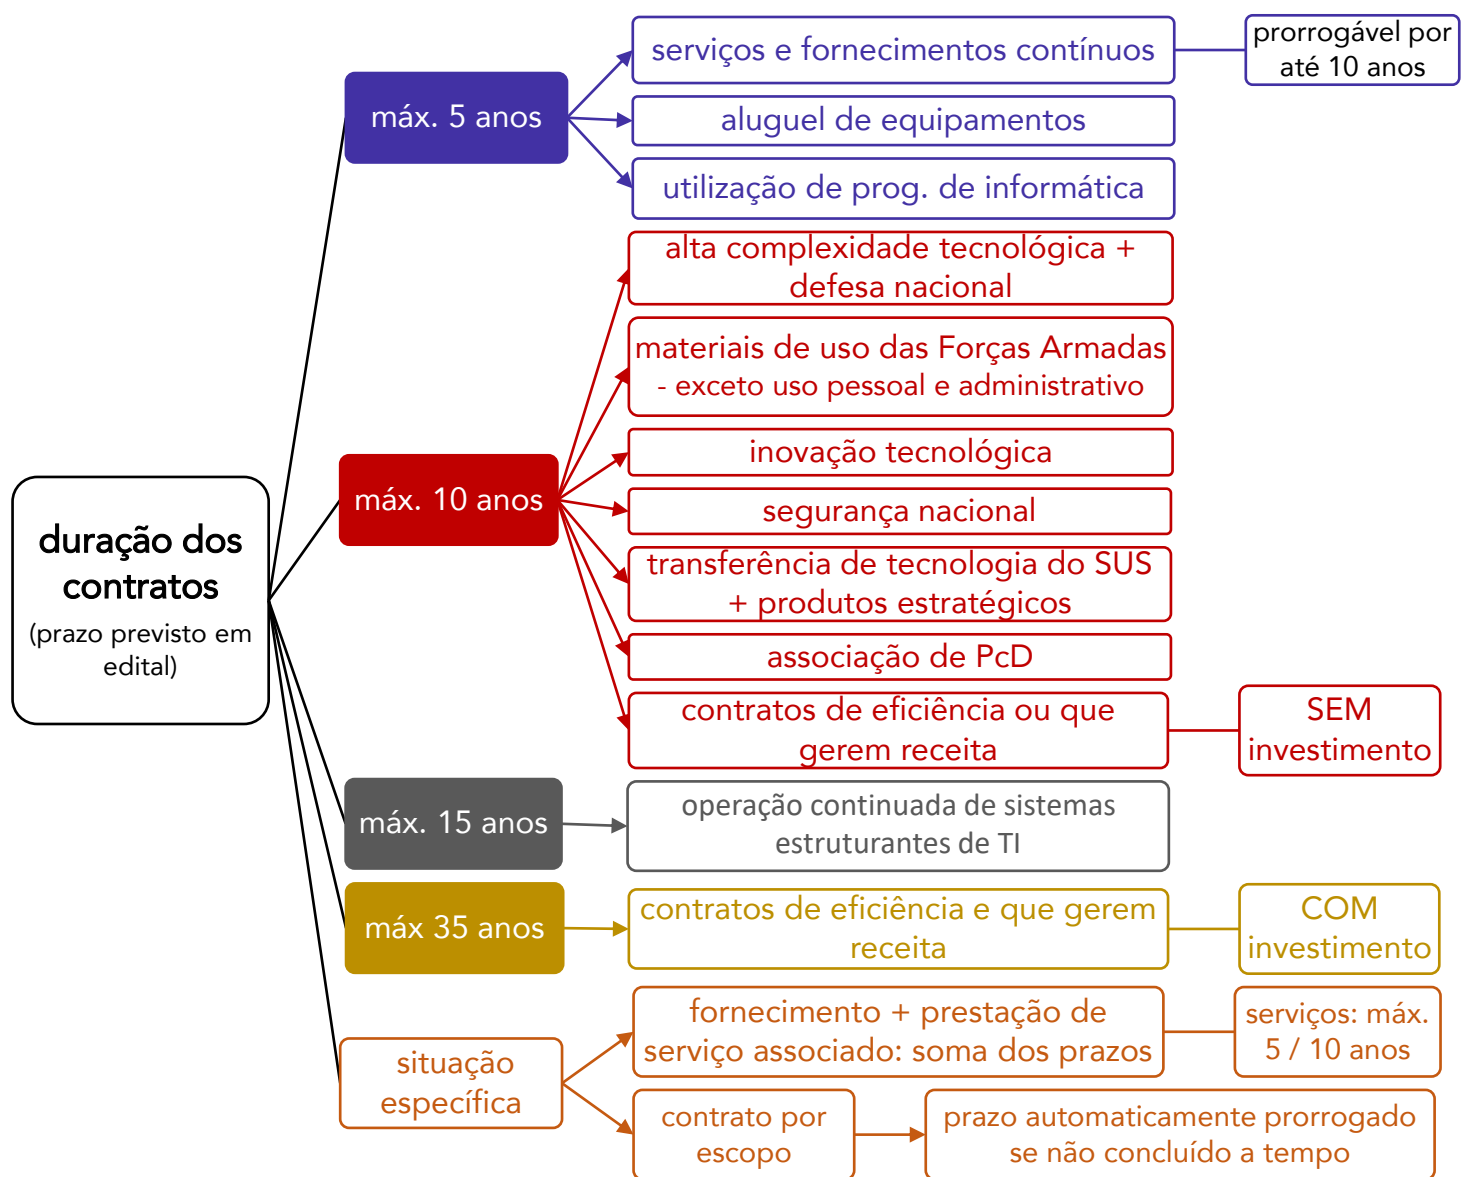 duração dos
contratos
(prazo previsto em
edital)
máx. 5 anos
serviços e fornecimentos contínuos
prorrogável por
até 10 anos
aluguel de equipamentos
utilização de prog. de informática
máx. 10 anos
alta complexidade tecnológica +
defesa nacional
materiais de uso das Forças Armadas
- exceto uso pessoal e administrativo
inovação tecnológica
segurança nacional
transferência de tecnologia do SUS
+ produtos estratégicos
associação de PcD
contratos de eficiência ou que
gerem receita
SEM
investimento
máx. 15 anos
operação continuada de sistemas
estruturantes de TI
máx 35 anos
contratos de eficiência e que gerem
receita
COM
investimento
situação
específica
fornecimento + prestação de
serviço associado: soma dos prazos
serviços: máx.
5 / 10 anos
contrato por
escopo
prazo automaticamente prorrogado
se não concluído a tempo